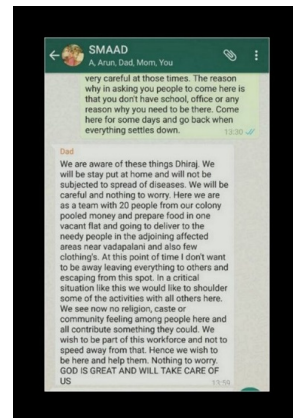 SMAAD
A, Arun, Dad, Mom, You
very careful at those times. The reason
why in asking you people to come here is
that you don't have school, office or any
reason why you need to be there. Come
here for some days and go back when
everything settles down.
13:30
Dad
We are aware of these things Dhiraj. We
will be stay put at home and will not be
subjected to spread of diseases. We will be
careful and nothing to worry. Here we are
as a team with 20 people from our colony
pooled money and prepare food in one
vacant flat and going to deliver to the
needy people in the adjoining affected
areas near vadapalani and also few
clothing's. At this point of time I don't want
to be away leaving everything to others and
escaping from this spot. In a critical
situation like this we would like to shoulder
some of the activities with all others here.
We see now no religion, caste or
community feeling among people here and
all contribute something they could. We
wish to be part of this workforce and not to
speed away from that. Hence we wish to
be here and help them. Nothing to worry.
GOD IS GREAT AND WILL TAKE CARE OF
US
13:59